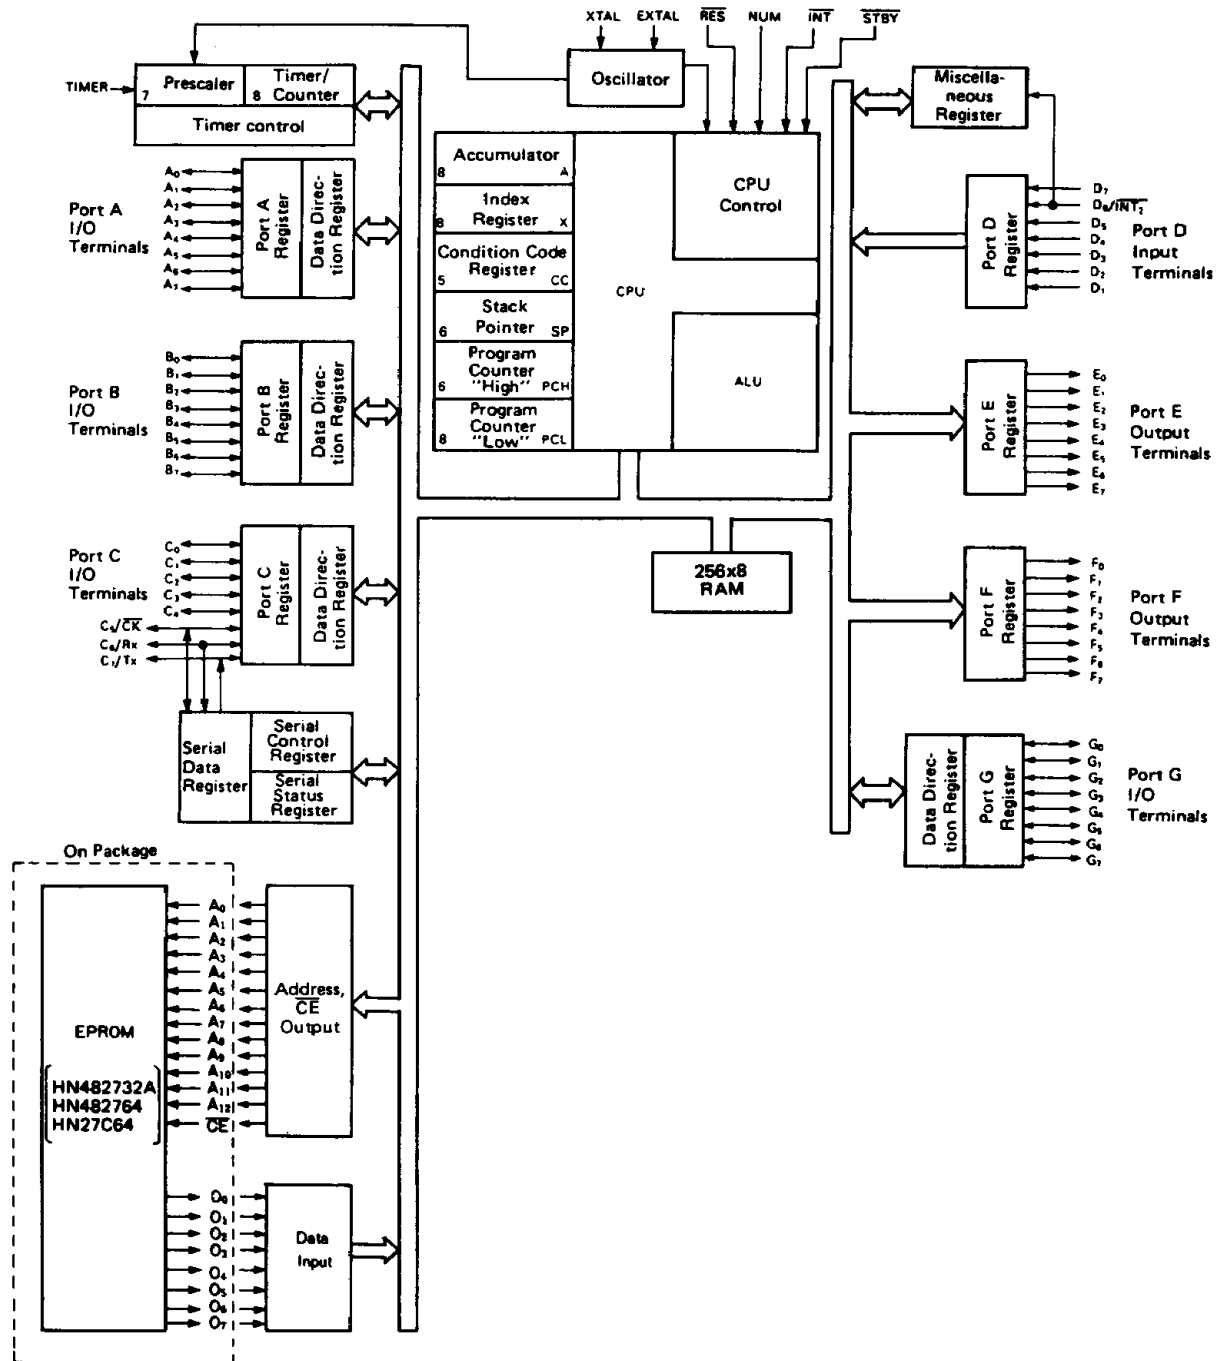 XTAL EXTAL RES NUM INT STBY
TIMER
Prescaler
7
Timer/
Counter
8
Timer control
Oscillator
Miscella-
neous
Register
Accumulator
8 A
Index
Register
8 X
Condition Code
Register
5 CC
Stack
Pointer
6 SP
Program
Counter
"High"
6 PCH
Program
Counter
"Low"
8 PCL
CPU
CPU
Control
ALU
256x8
RAM
Port A
I/O
Terminals
A0
A1
A2
A3
A4
A5
A6
A7
Port A
Register
Data Direc-
tion Register
Port B
I/O
Terminals
B0
B1
B2
B3
B4
B5
B6
B7
Port B
Register
Data Direc-
tion Register
Port C
I/O
Terminals
C0
C1
C2
C3
C4
C5/CK
C6/Rx
C7/Tx
Port C
Register
Data Direc-
tion Register
Serial
Data
Register
Serial
Control
Register
Serial
Status
Register
Port D
Register
D7
D6/INT2
D5
D4
D3
D2
D1
Port D
Input
Terminals
Port E
Register
E0
E1
E2
E3
E4
E5
E6
E7
Port E
Output
Terminals
Port F
Register
F0
F1
F2
F3
F4
F5
F6
F7
Port F
Output
Terminals
Data Direc-
tion Register
Port G
Register
G0
G1
G2
G3
G4
G5
G6
G7
Port G
I/O
Terminals
On Package
EPROM
HN482732A
HN482764
HN27C64
A0
A1
A2
A3
A4
A5
A6
A7
A8
A9
A10
A11
A12
CE
Address,
CE
Output
O0
O1
O2
O3
O4
O5
O6
O7
Data
Input